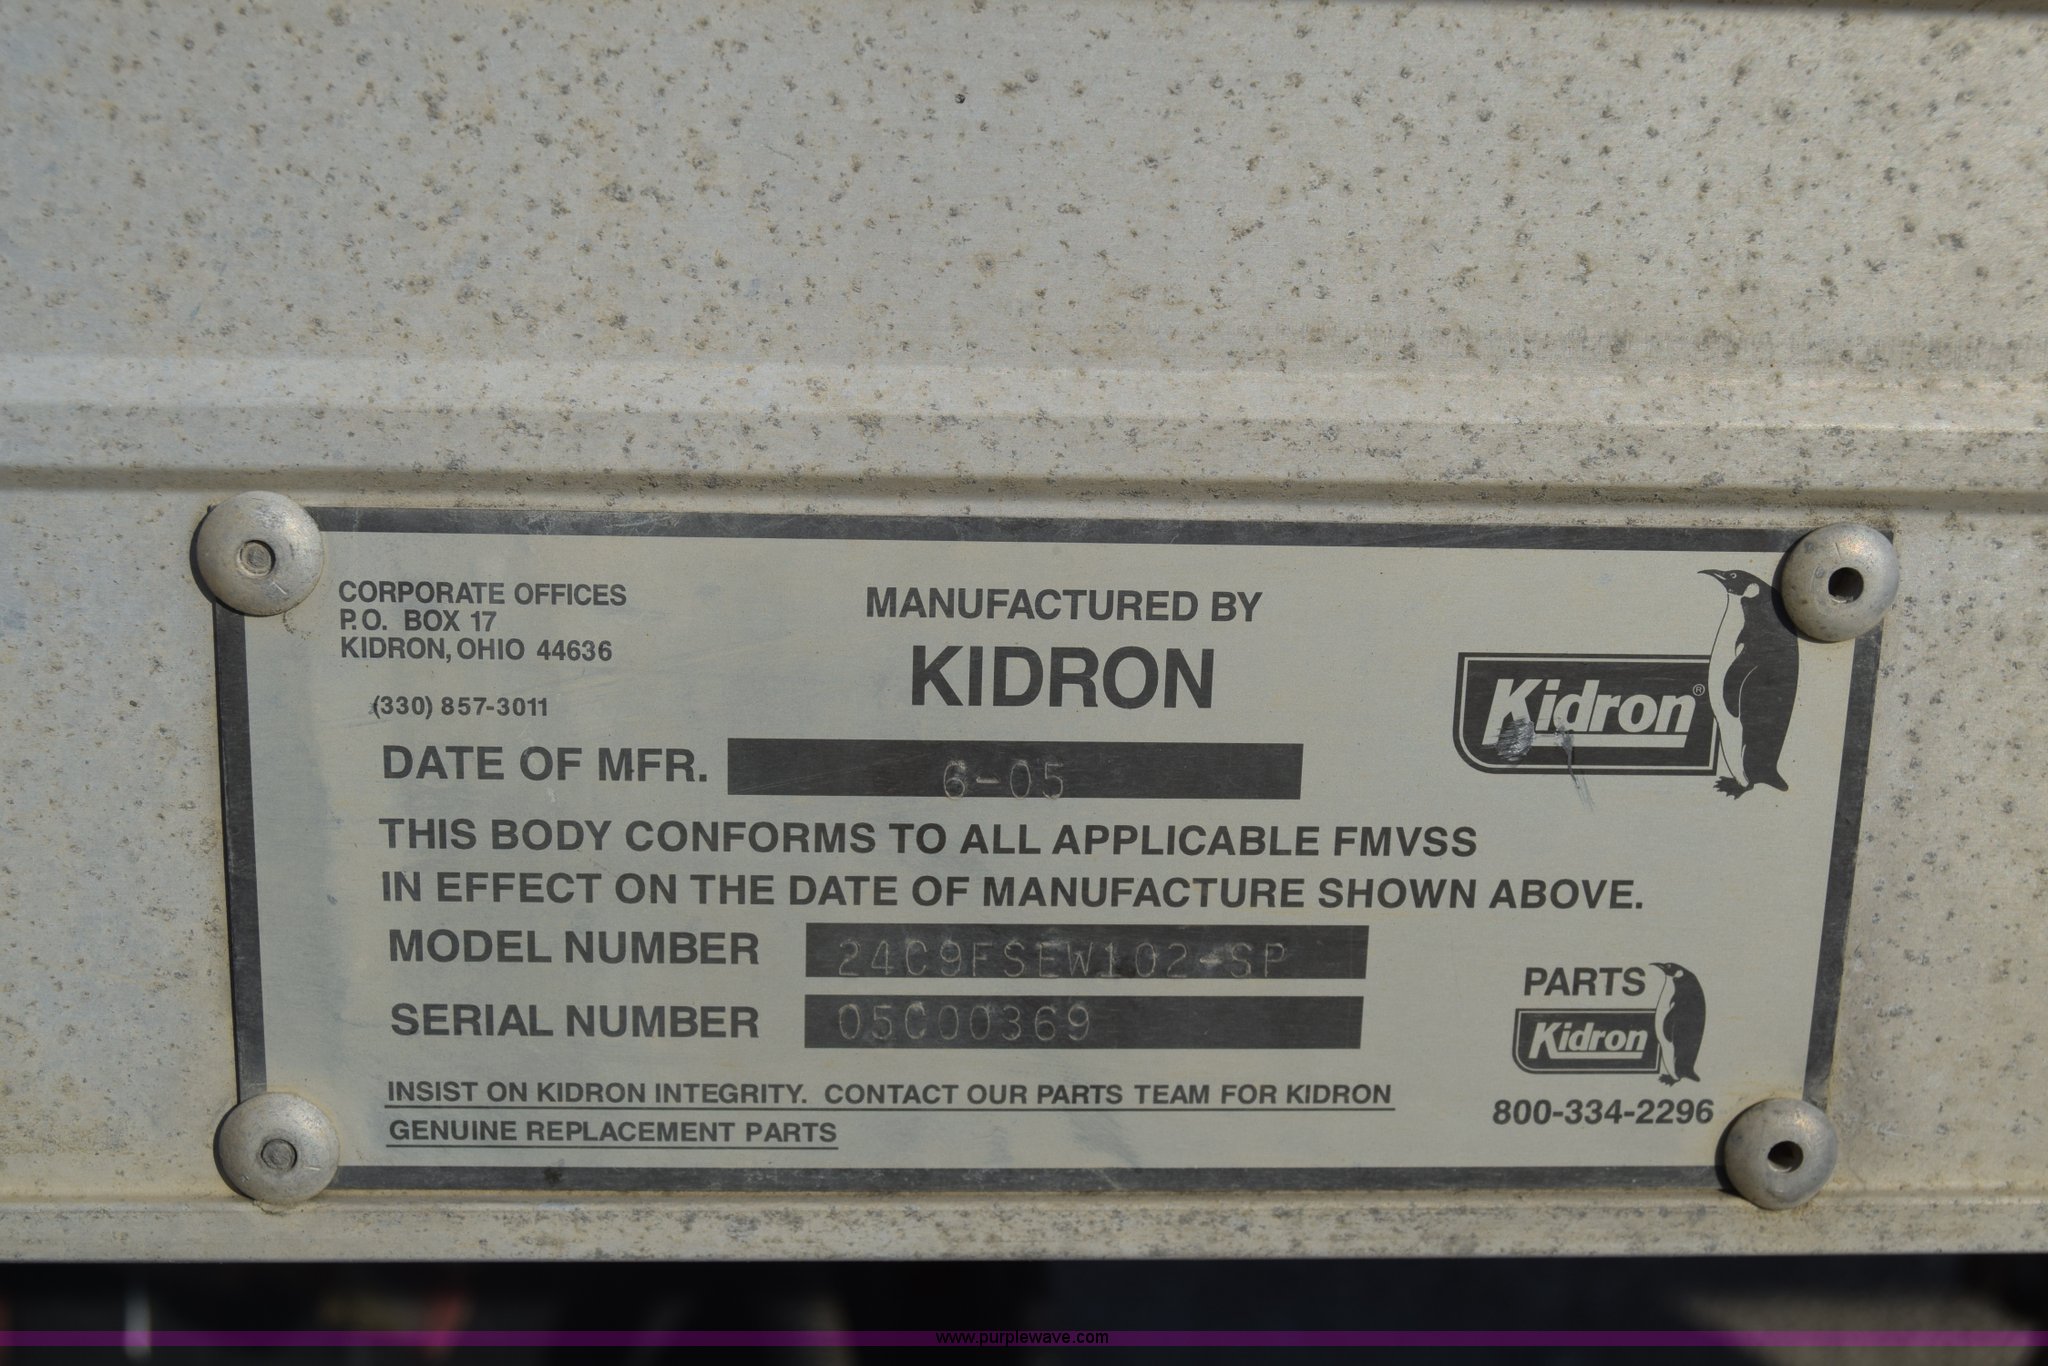 CORPORATE OFFICES
P.O. BOX 17
KIDRON, OHIO 44636
(330) 857-3011
MANUFACTURED BY
KIDRON
Kidron®
DATE OF MFR. 6-05
THIS BODY CONFORMS TO ALL APPLICABLE FMVSS
IN EFFECT ON THE DATE OF MANUFACTURE SHOWN ABOVE.
MODEL NUMBER 24C9FSEW102-SP
SERIAL NUMBER 05C00369
PARTS
Kidron
800-334-2296
INSIST ON KIDRON INTEGRITY. CONTACT OUR PARTS TEAM FOR KIDRON
GENUINE REPLACEMENT PARTS
www.purplewave.com